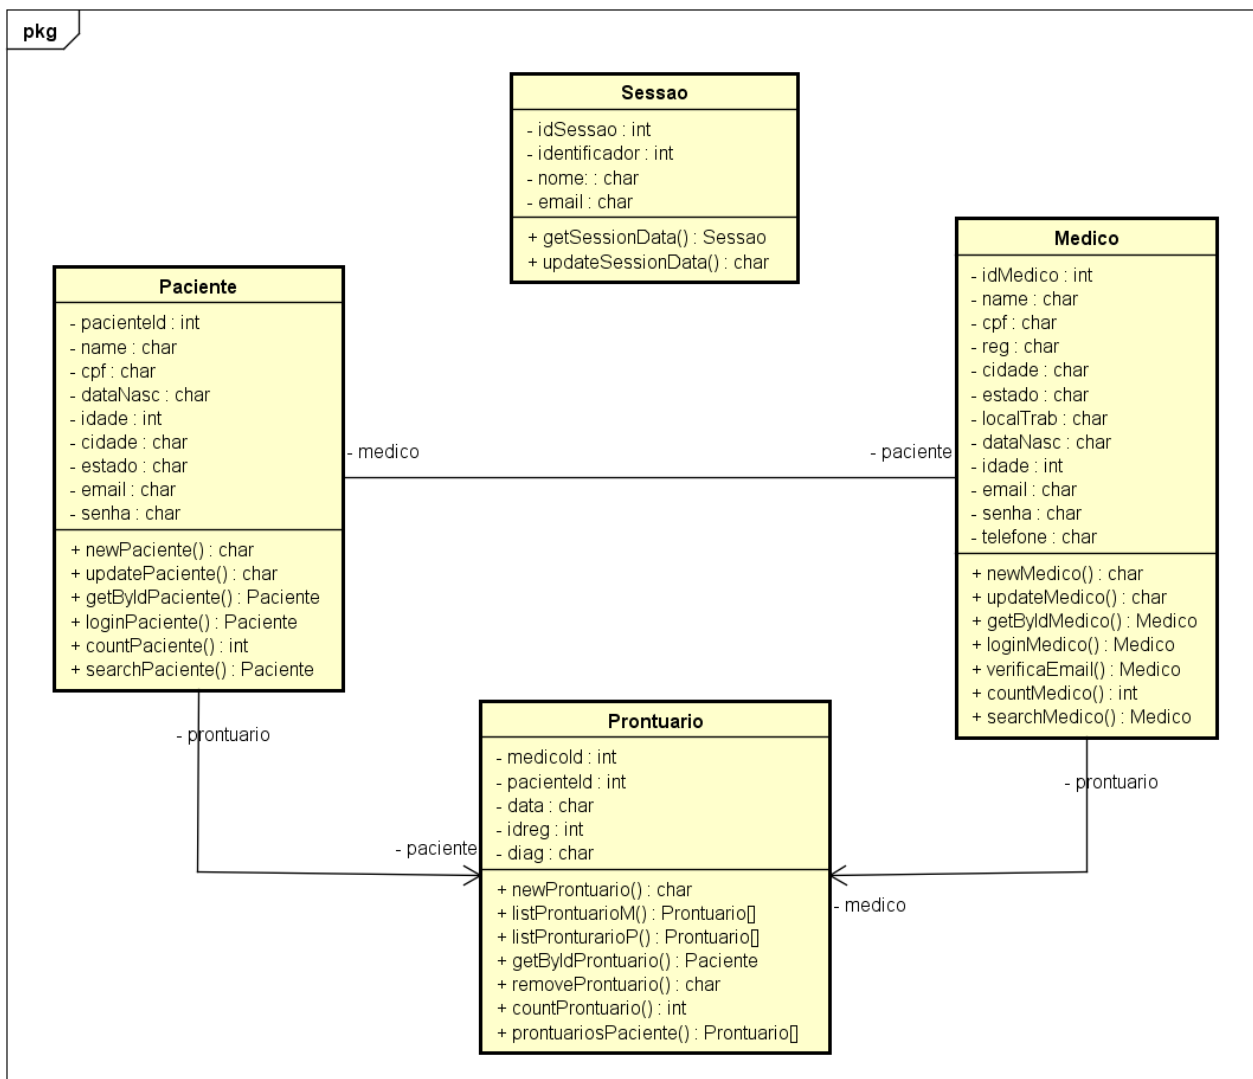 pkg
Sessao
- idSessao : int
- identificador : int
- nome: : char
- email : char
+ getSessionData() : Sessao
+ updateSessionData() : char
Paciente
- pacienteId : int
- name : char
- cpf : char
- dataNasc : char
- idade : int
- cidade : char
- estado : char
- email : char
- senha : char
+ newPaciente() : char
+ updatePaciente() : char
+ getByIdPaciente() : Paciente
+ loginPaciente() : Paciente
+ countPaciente() : int
+ searchPaciente() : Paciente
- medico
- paciente
Medico
- idMedico : int
- name : char
- cpf : char
- reg : char
- cidade : char
- estado : char
- localTrab : char
- dataNasc : char
- idade : int
- email : char
- senha : char
- telefone : char
+ newMedico() : char
+ updateMedico() : char
+ getByIdMedico() : Medico
+ loginMedico() : Medico
+ verificaEmail() : Medico
+ countMedico() : int
+ searchMedico() : Medico
- prontuario
- paciente
Prontuario
- medicoId : int
- pacienteId : int
- data : char
- idreg : int
- diag : char
+ newProntuario() : char
+ listProntuarioM() : Prontuario[]
+ listPronturarioP() : Prontuario[]
+ getByIdProntuario() : Paciente
+ removeProntuario() : char
+ countProntuario() : int
+ prontuariosPaciente() : Prontuario[]
- prontuario
- medico